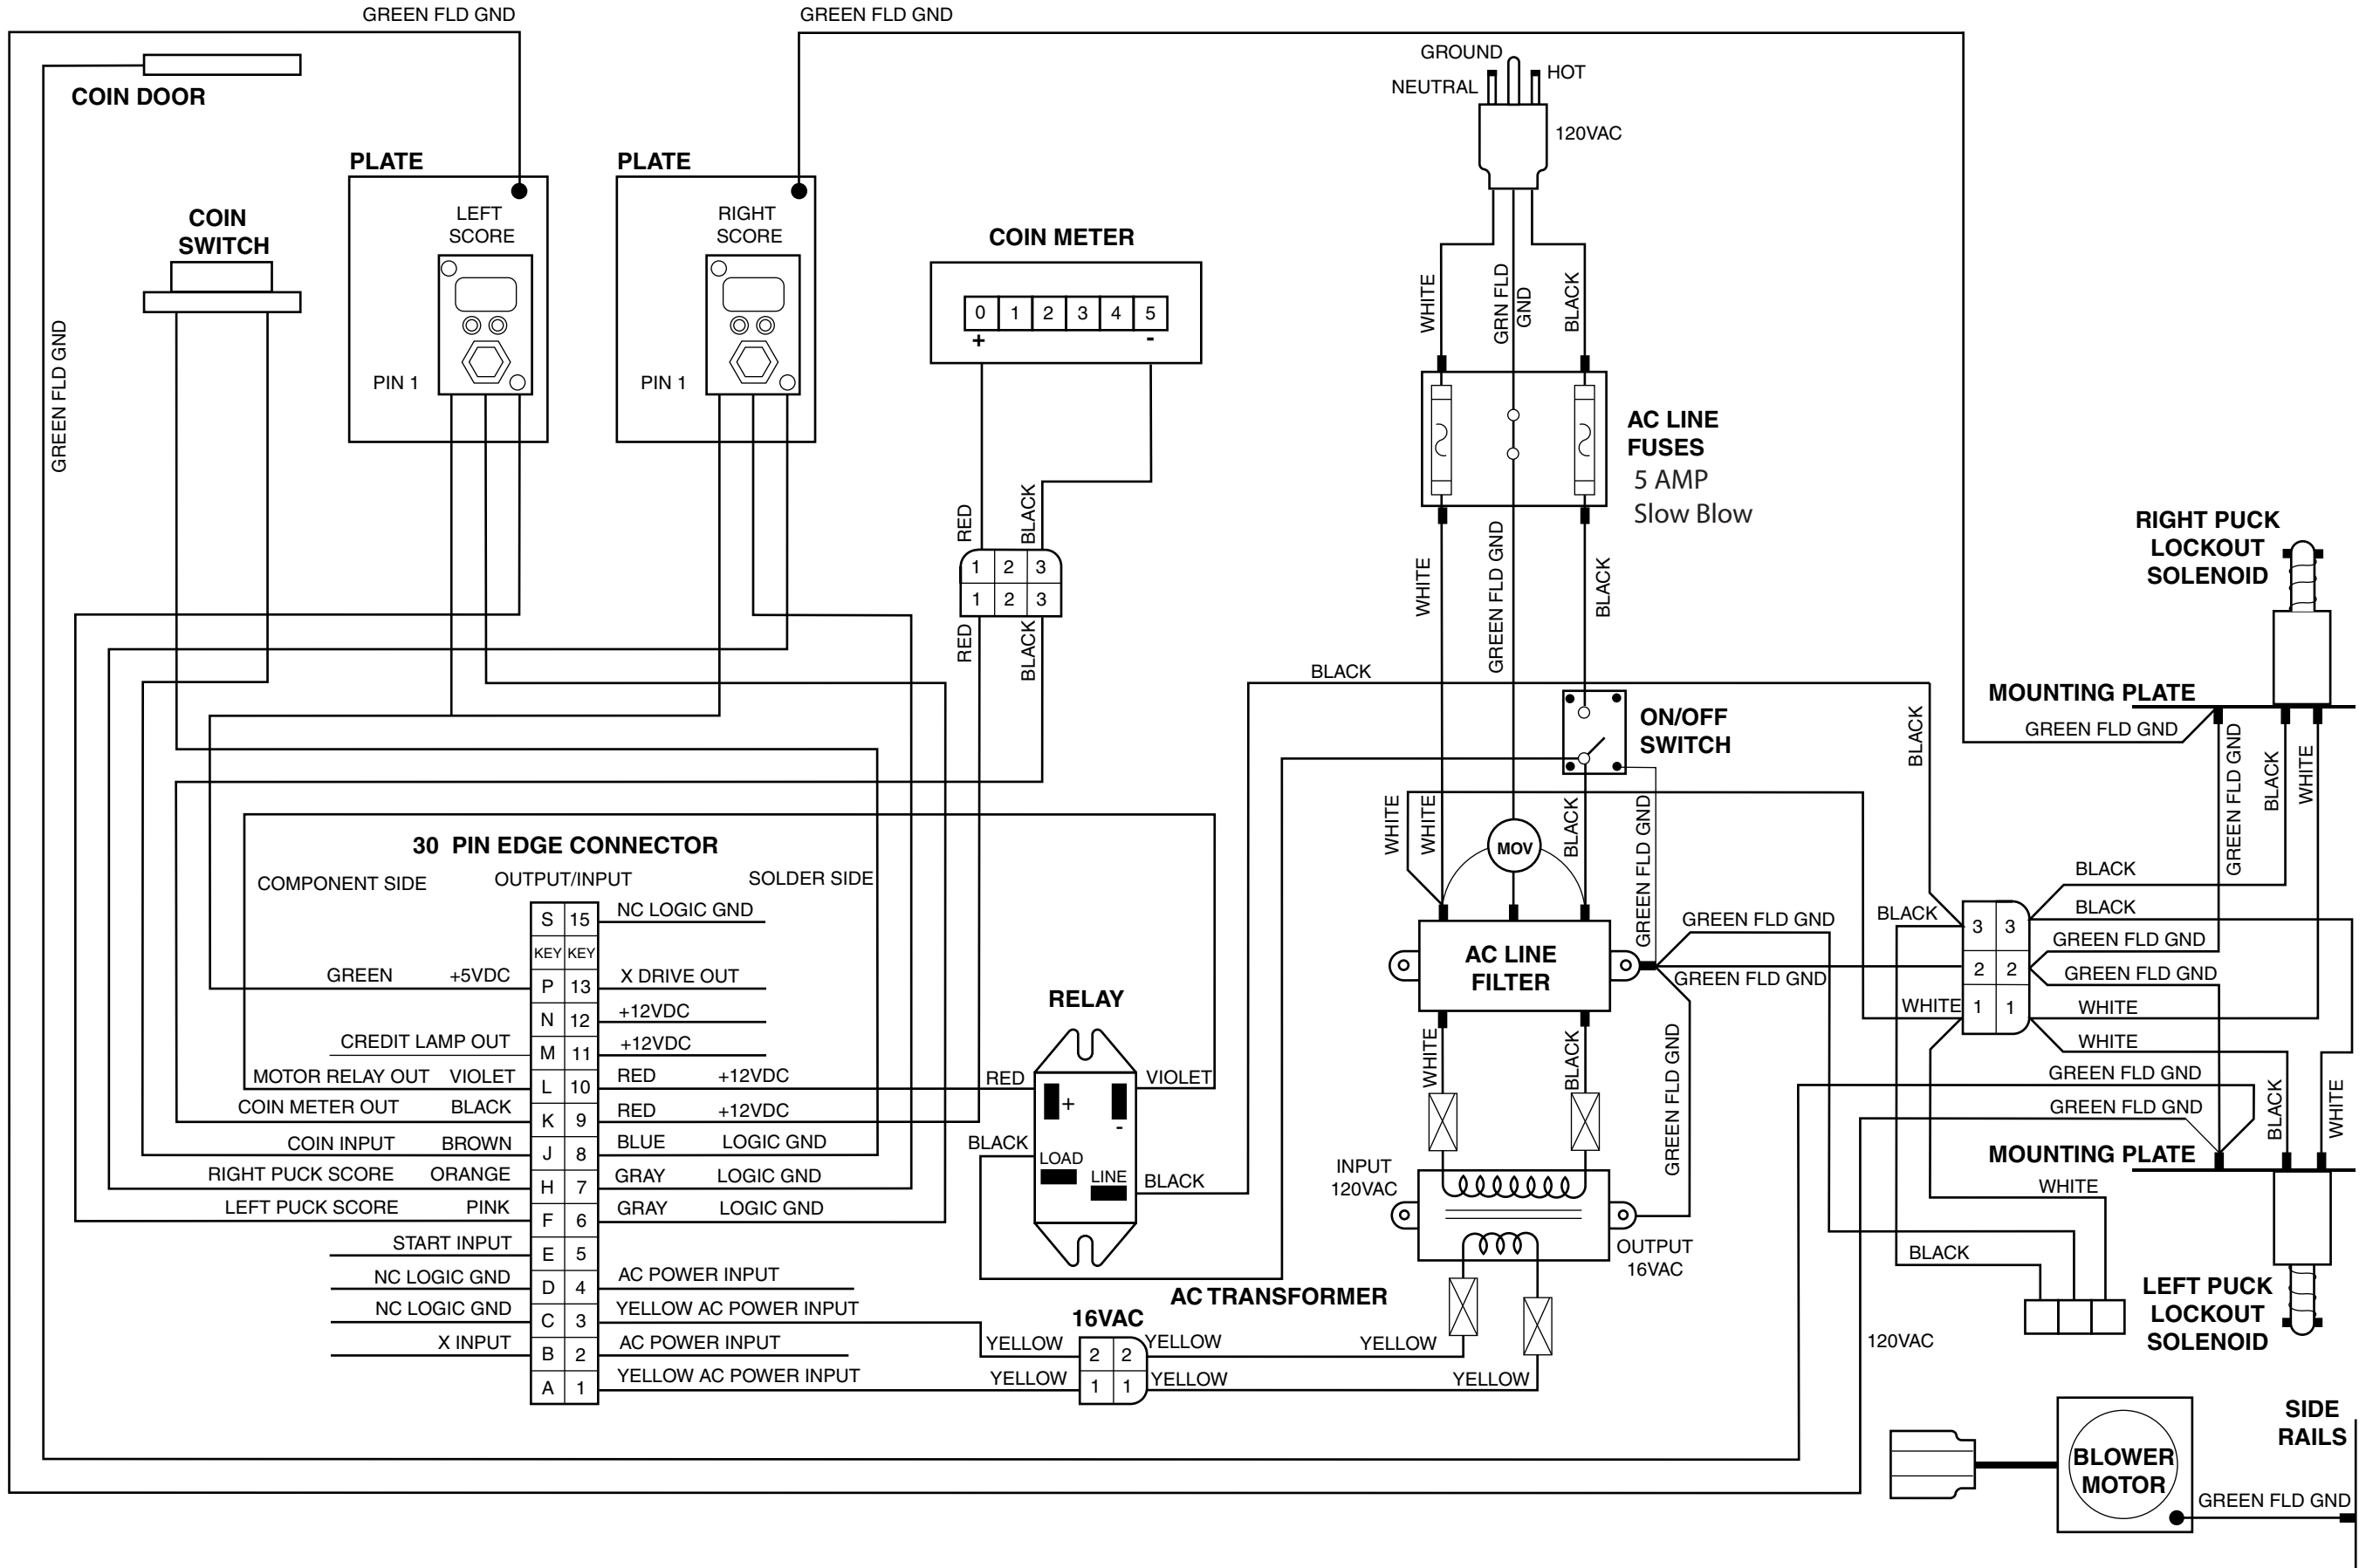 GREEN FLD GND
GREEN FLD GND
COIN DOOR
GREEN FLD GND
COIN
SWITCH
PLATE
LEFT
SCORE
PIN 1
PLATE
RIGHT
SCORE
PIN 1
COIN METER
0 1 2 3 4 5
+ -
RED
BLACK
1 2 3
1 2 3
RED
BLACK
GROUND
NEUTRAL
HOT
120VAC
WHITE
GRN FLD
GND
BLACK
AC LINE
FUSES
5 AMP
Slow Blow
WHITE
GREEN FLD GND
BLACK
BLACK
ON/OFF
SWITCH
WHITE
WHITE
MOV
BLACK
GREEN FLD GND
AC LINE
FILTER
GREEN FLD GND
GREEN FLD GND
WHITE
BLACK
GREEN FLD GND
INPUT
120VAC
OUTPUT
16VAC
AC TRANSFORMER
RIGHT PUCK
LOCKOUT
SOLENOID
MOUNTING PLATE
GREEN FLD GND
BLACK
GREEN FLD GND
BLACK
WHITE
BLACK
BLACK
BLACK
3 3
GREEN FLD GND
2 2
GREEN FLD GND
WHITE
1 1
WHITE
WHITE
GREEN FLD GND
GREEN FLD GND
BLACK
WHITE
MOUNTING PLATE
WHITE
BLACK
LEFT PUCK
LOCKOUT
SOLENOID
120VAC
BLOWER
MOTOR
SIDE
RAILS
GREEN FLD GND
30 PIN EDGE CONNECTOR
COMPONENT SIDE
OUTPUT/INPUT
SOLDER SIDE
S 15 NC LOGIC GND
KEY KEY
GREEN +5VDC P 13 X DRIVE OUT
N 12 +12VDC
CREDIT LAMP OUT M 11 +12VDC
MOTOR RELAY OUT VIOLET L 10 RED +12VDC
COIN METER OUT BLACK K 9 RED +12VDC
COIN INPUT BROWN J 8 BLUE LOGIC GND
RIGHT PUCK SCORE ORANGE H 7 GRAY LOGIC GND
LEFT PUCK SCORE PINK F 6 GRAY LOGIC GND
START INPUT E 5
NC LOGIC GND D 4 AC POWER INPUT
NC LOGIC GND C 3 YELLOW AC POWER INPUT
X INPUT B 2 AC POWER INPUT
A 1 YELLOW AC POWER INPUT
RELAY
RED
VIOLET
+
-
BLACK
LOAD
LINE
BLACK
16VAC
YELLOW 2 2 YELLOW YELLOW
YELLOW 1 1 YELLOW YELLOW